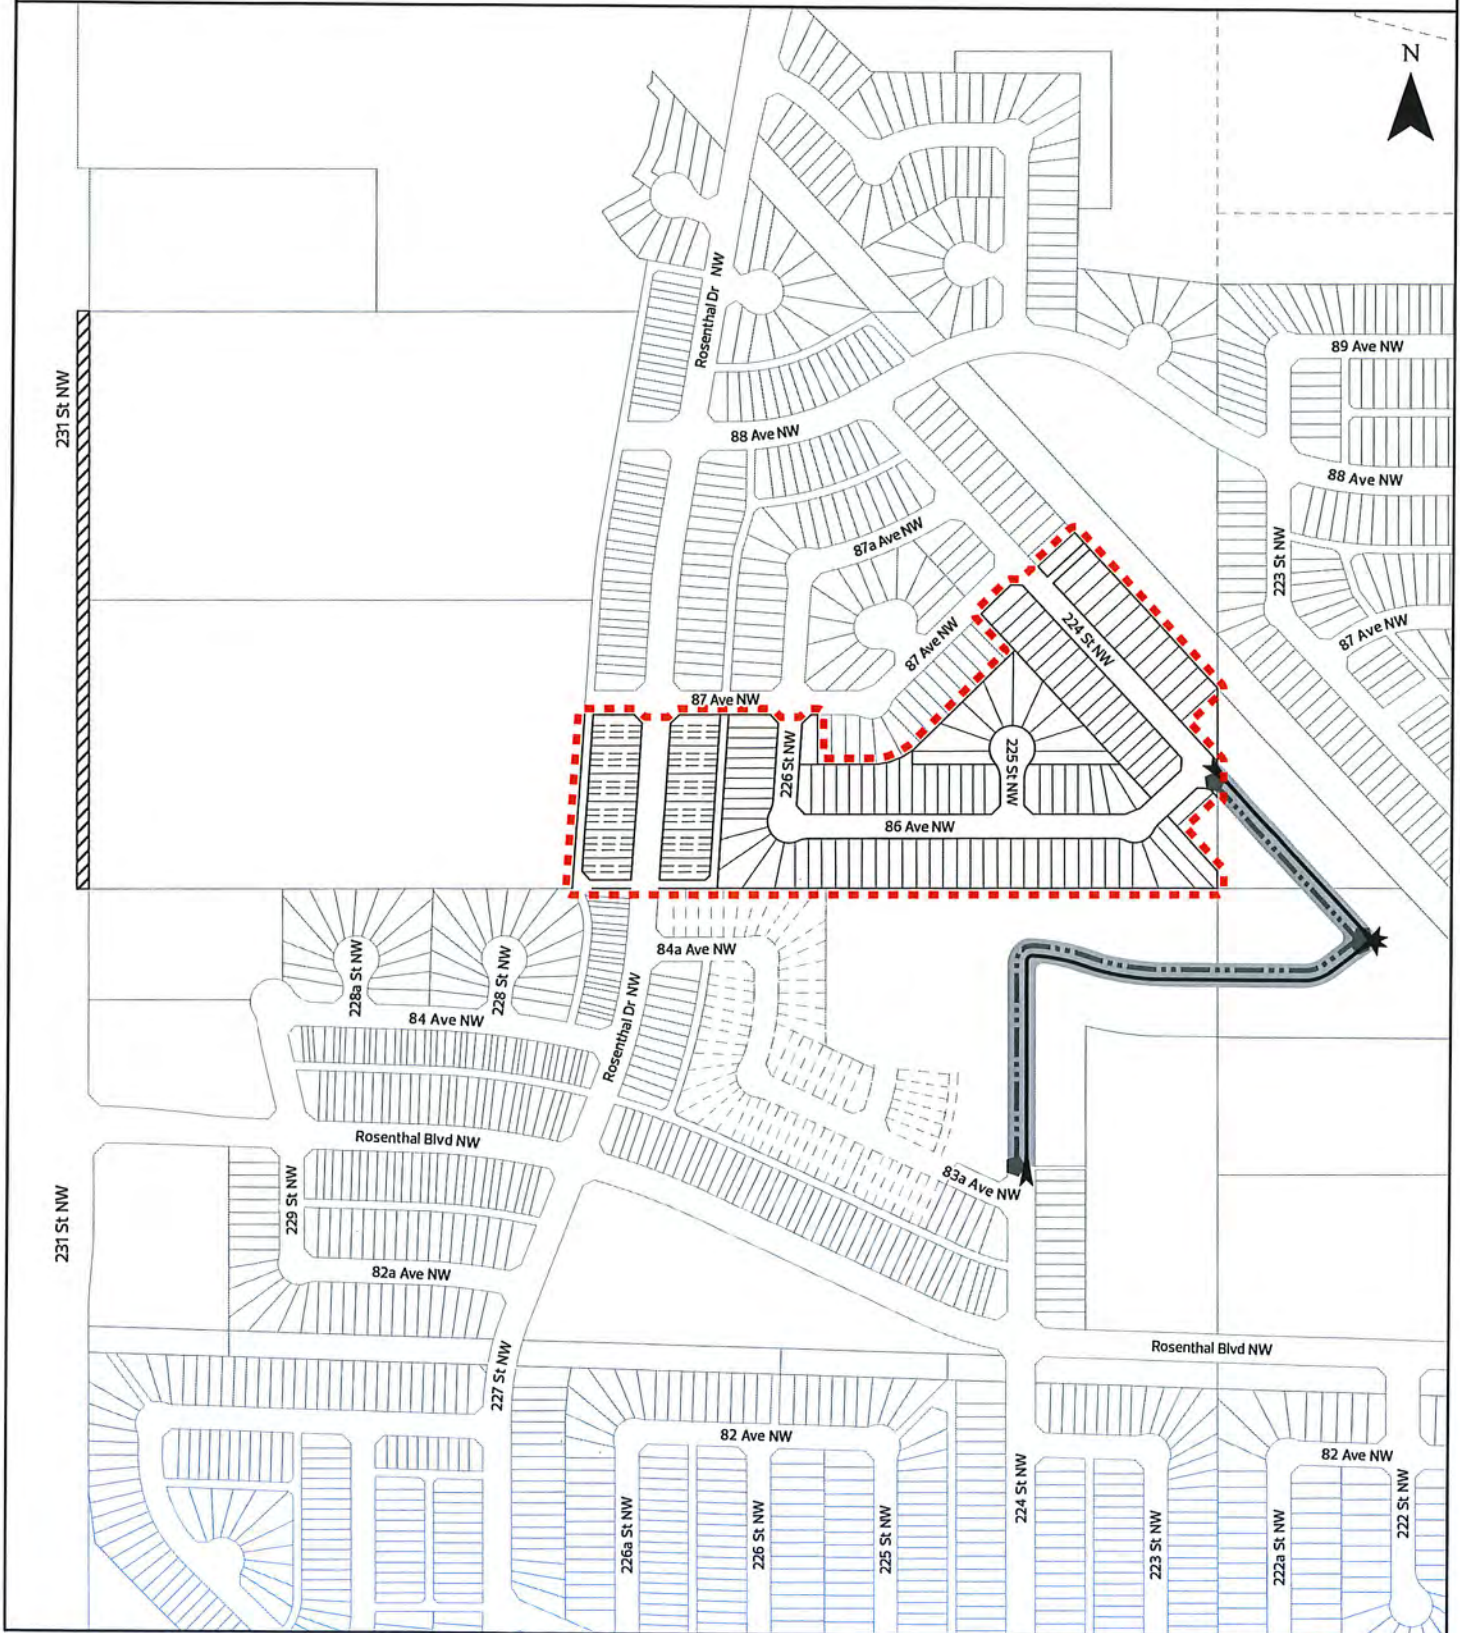 N
Rosenthal Dr NW
89 Ave NW
231 St NW
88 Ave NW
88 Ave NW
87a Ave NW
223 St NW
224 St NW
87 Ave NW
87 Ave NW
87 Ave NW
226 St NW
225 St NW
86 Ave NW
84a Ave NW
228a St NW
228 St NW
84 Ave NW
Rosenthal Dr NW
Rosenthal Blvd NW
83a Ave NW
229 St NW
231 St NW
82a Ave NW
Rosenthal Blvd NW
227 St NW
82 Ave NW
82 Ave NW
224 St NW
222 St NW
226a St NW
226 St NW
225 St NW
223 St NW
222a St NW